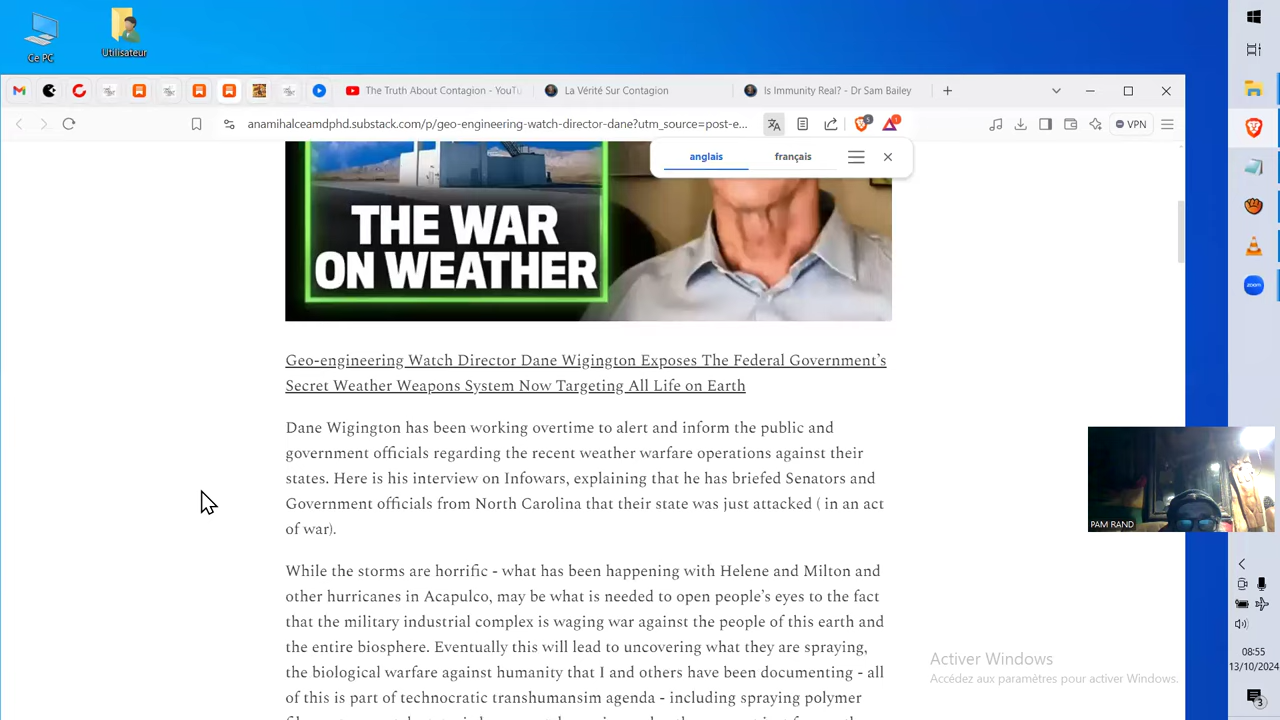 Ce PC
Utilisateur
The Truth About Contagion - YouTu
La Vérité Sur Contagion
Is Immunity Real? - Dr Sam Bailey
anamihalceamdphd.substack.com/p/geo-engineering-watch-director-dane?utm_source=post-e...
5
1
VPN
anglais
français
THE WAR
ON WEATHER
Geo-engineering Watch Director Dane Wigington Exposes The Federal Government's
Secret Weather Weapons System Now Targeting All Life on Earth
Dane Wigington has been working overtime to alert and inform the public and
government officials regarding the recent weather warfare operations against their
states. Here is his interview on Infowars, explaining that he has briefed Senators and
Government officials from North Carolina that their state was just attacked ( in an act
of war).
While the storms are horrific - what has been happening with Helene and Milton and
other hurricanes in Acapulco, may be what is needed to open people's eyes to the fact
that the military industrial complex is waging war against the people of this earth and
the entire biosphere. Eventually this will lead to uncovering what they are spraying,
the biological warfare against humanity that I and others have been documenting - all
of this is part of technocratic transhumansim agenda - including spraying polymer
zoom
PAM RAND
Activer Windows
Accédez aux paramètres pour activer Windows.
08:55
13/10/2024
3